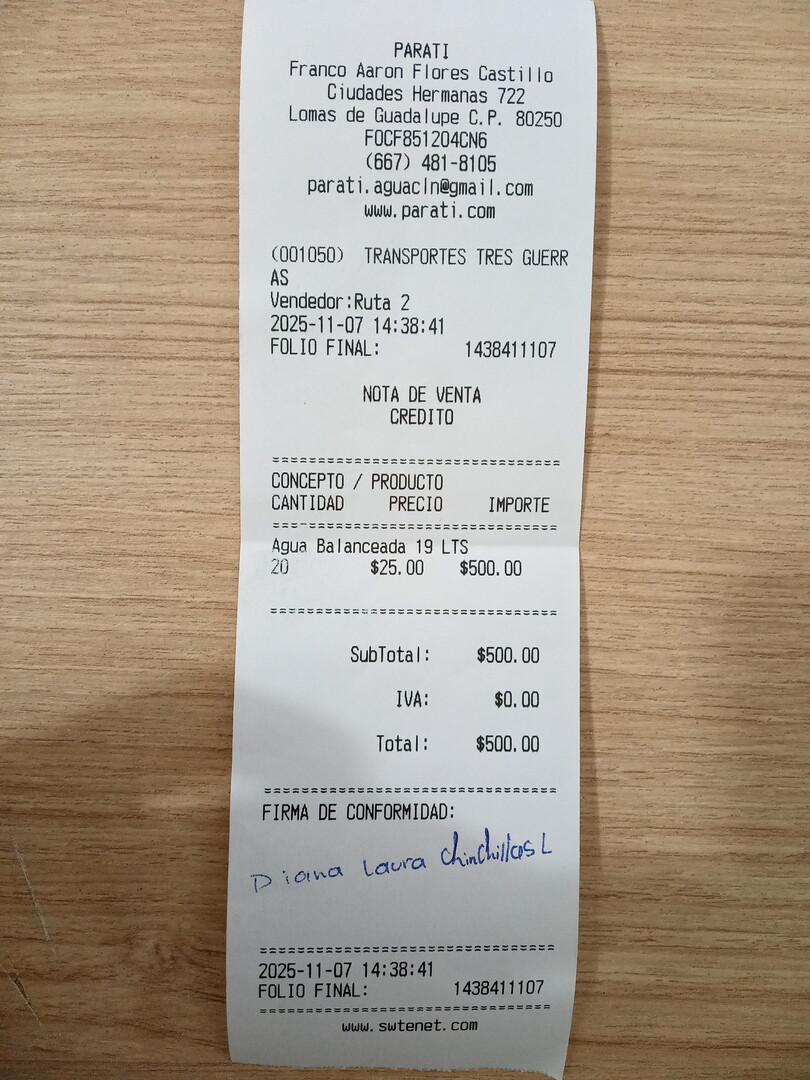 PARATI
Franco Aaron Flores Castillo
Ciudades Hermanas 722
Lomas de Guadalupe C.P. 80250
FOCF851204CN6
(667) 481-8105
parati.aguacln@gmail.com
www.parati.com
(001050) TRANSPORTES TRES GUERR
AS
Vendedor:Ruta 2
2025-11-07 14:38:41
FOLIO FINAL: 1438411107
NOTA DE VENTA
CREDITO
================================
CONCEPTO / PRODUCTO
CANTIDAD PRECIO IMPORTE
================================
Agua Balanceada 19 LTS
20 $25.00 $500.00
================================
SubTotal: $500.00
IVA: $0.00
Total: $500.00
================================
FIRMA DE CONFORMIDAD:
Diana Laura Chinchillas L
================================
2025-11-07 14:38:41
FOLIO FINAL: 1438411107
================================
www.swtenet.com